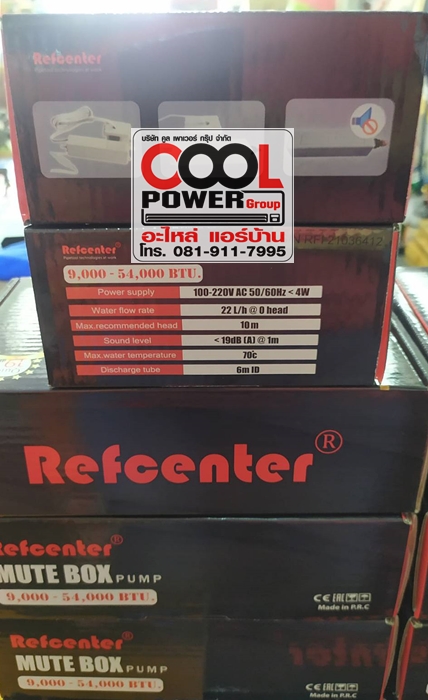 Refcenter
บริษัท คูล เพาเวอร์ กรุ๊ป จำกัด
COOL
POWER Group
อะไหล่ แอร์บ้าน
โทร. 081-911-7995
Refcenter®
9,000 - 54,000 BTU.
Power supply 100-220V AC 50/60Hz < 4W
Water flow rate 22 L/h @ 0 head
Max.recommended head 10 m
Sound level < 19dB (A) @ 1m
Max.water temperature 70℃
Discharge tube 6m ID
Refcenter®
Refcenter®
MUTE BOX PUMP
9,000 - 54,000 BTU.
CE EAC
Made in P.R.C
Refcenter®
MUTE BOX PUMP
9,000 - 54,000 BTU.
CE EAC
Made in P.R.C